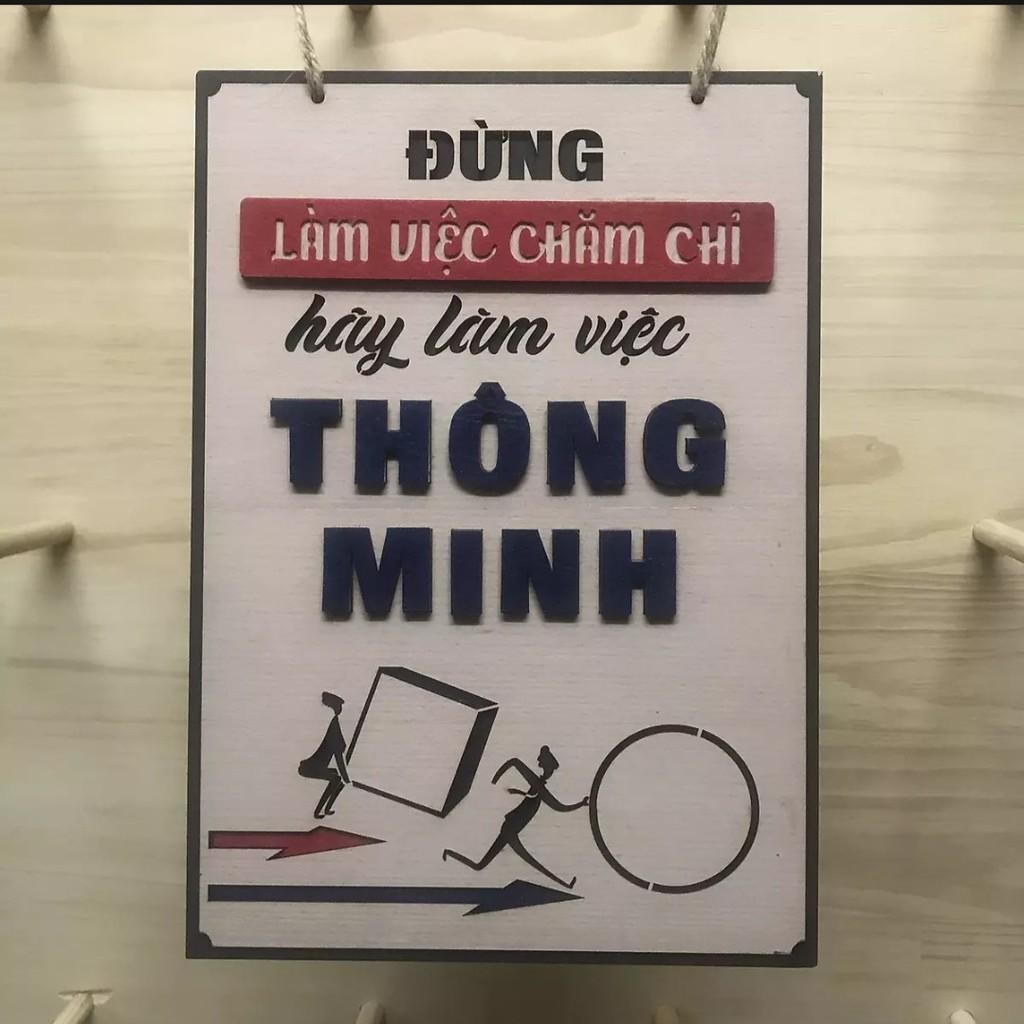 ĐỪNG
LÀM VIỆC CHĂM CHỈ
hãy làm việc
THÔNG
MINH